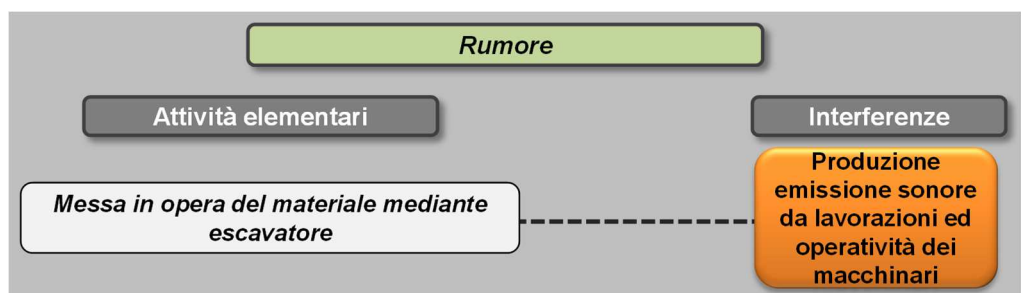 Rumore
Attività elementari
Interferenze
Messa in opera del materiale mediante
escavatore
Produzione
emissione sonore
da lavorazioni ed
operatività dei
macchinari